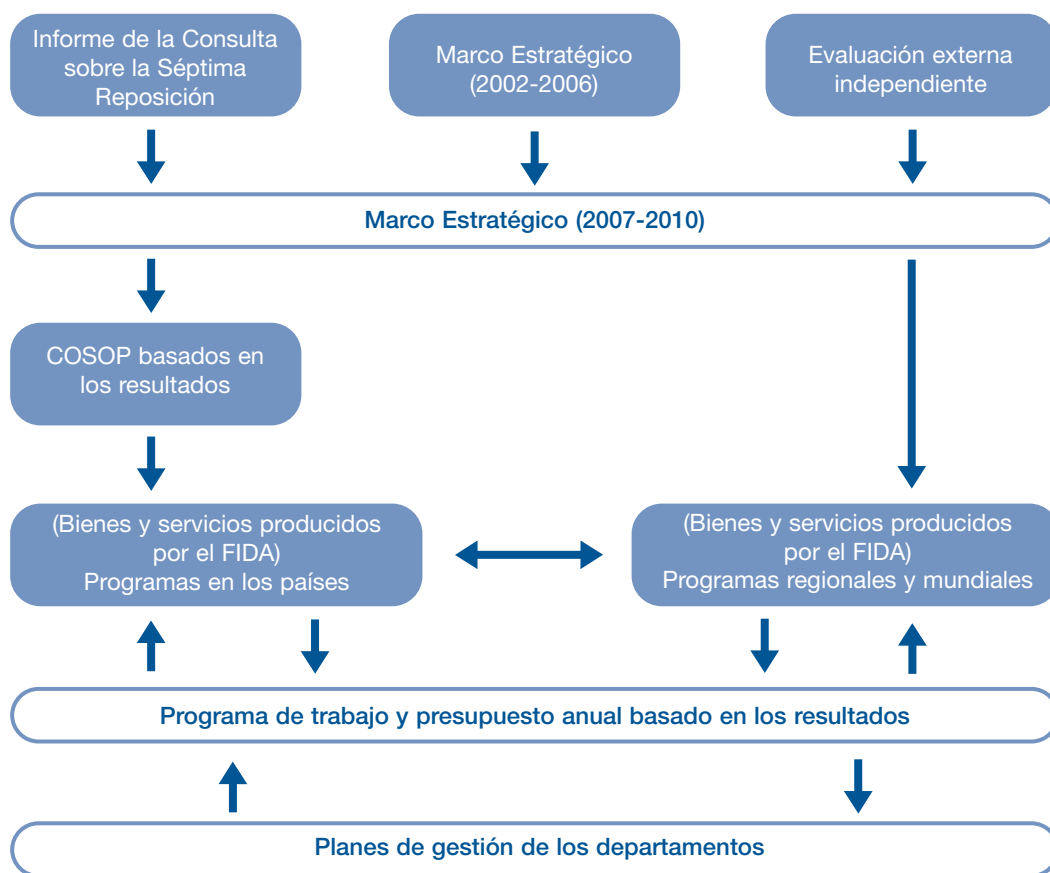 Informe de la Consulta
sobre la Séptima
Reposición
Marco Estratégico
(2002-2006)
Evaluación externa
independiente
Marco Estratégico (2007-2010)
COSOP basados en
los resultados
(Bienes y servicios producidos
por el FIDA)
Programas en los países
(Bienes y servicios producidos
por el FIDA)
Programas regionales y mundiales
Programa de trabajo y presupuesto anual basado en los resultados
Planes de gestión de los departamentos